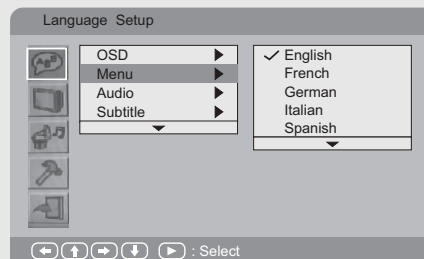 Language Setup
OSD
Menu
Audio
Subtitle
English
French
German
Italian
Spanish
: Select